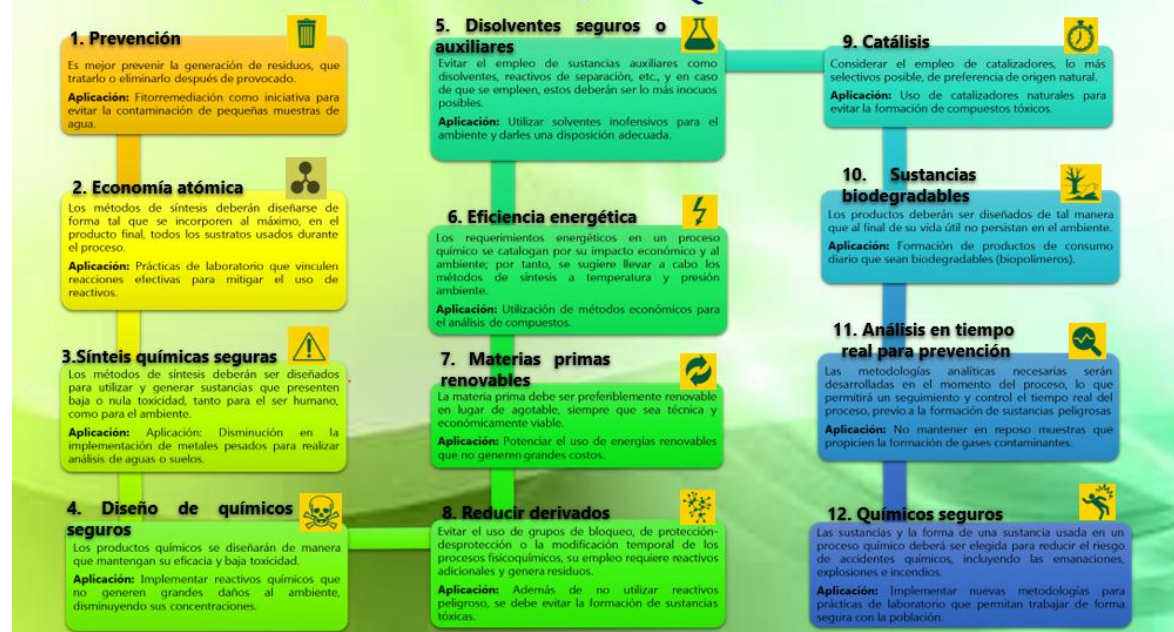 1. Prevención
Es mejor prevenir la generación de residuos, que
tratarlo o eliminarlo después de provocado.
Aplicación: Fitorremediación como iniciativa para
evitar la contaminación de pequeñas muestras de
agua.
2. Economía atómica
Los métodos de síntesis deberán diseñarse de
forma tal que se incorporen al máximo, en el
producto final, todos los sustratos usados durante
el proceso.
Aplicación: Prácticas de laboratorio que vinculen
reacciones efectivas para mitigar el uso de
reactivos.
3.Sínteis químicas seguras
Los métodos de síntesis deberán ser diseñados
para utilizar y generar sustancias que presenten
baja o nula toxicidad, tanto para el ser humano,
como para el ambiente.
Aplicación: Aplicación: Disminución en la
implementación de metales pesados para realizar
análisis de aguas o suelos.
4. Diseño de químicos
seguros
Los productos químicos se diseñarán de manera
que mantengan su eficacia y baja toxicidad.
Aplicación: Implementar reactivos químicos que
no generen grandes daños al ambiente,
disminuyendo sus concentraciones.
5. Disolventes seguros o
auxiliares
Evitar el empleo de sustancias auxiliares como
disolventes, reactivos de separación, etc., y en caso
de que se empleen, estos deberán ser lo más inocuos
posibles.
Aplicación: Utilizar solventes inofensivos para el
ambiente y darles una disposición adecuada.
6. Eficiencia energética
Los requerimientos energéticos en un proceso
químico se catalogan por su impacto económico y al
ambiente; por tanto, se sugiere llevar a cabo los
métodos de síntesis a temperatura y presión
ambiente.
Aplicación: Utilización de métodos económicos para
el análisis de compuestos.
7. Materias primas
renovables
La materia prima debe ser preferiblemente renovable
en lugar de agotable, siempre que sea técnica y
económicamente viable.
Aplicación: Potenciar el uso de energías renovables
que no generen grandes costos.
8. Reducir derivados
Evitar el uso de grupos de bloqueo, de protección-
desprotección o la modificación temporal de los
procesos fisicoquímicos, su empleo requiere reactivos
adicionales y genera residuos.
Aplicación: Además de no utilizar reactivos
peligroso, se debe evitar la formación de sustancias
tóxicas.
9. Catálisis
Considerar el empleo de catalizadores, lo más
selectivos posible, de preferencia de origen natural.
Aplicación: Uso de catalizadores naturales para
evitar la formación de compuestos tóxicos.
10. Sustancias
biodegradables
Los productos deberán ser diseñados de tal manera
que al final de su vida útil no persistan en el ambiente.
Aplicación: Formación de productos de consumo
diario que sean biodegradables (biopolímeros).
11. Análisis en tiempo
real para prevención
Las metodologías analíticas necesarias serán
desarrolladas en el momento del proceso, lo que
permitirá un seguimiento y control el tiempo real del
proceso, previo a la formación de sustancias peligrosas
Aplicación: No mantener en reposo muestras que
propicien la formación de gases contaminantes.
12. Químicos seguros
Las sustancias y la forma de una sustancia usada en un
proceso químico deberá ser elegida para reducir el riesgo
de accidentes químicos, incluyendo las emanaciones,
explosiones e incendios.
Aplicación: Implementar nuevas metodologías para
prácticas de laboratorio que permitan trabajar de forma
segura con la población.